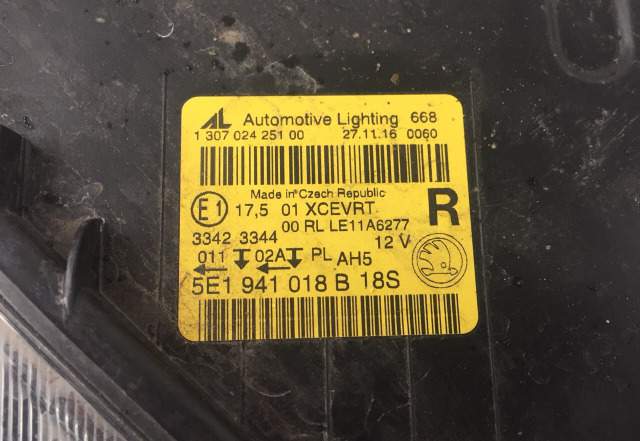 AL Automotive Lighting 668
1 307 024 251 00 27.11.16 0060
Made in Czech Republic
E1 17,5 01 XCEVRT R
00 RL LE11A6277
3342 3344 12 V
011 02A PL AH5
5E1 941 018 B 18S